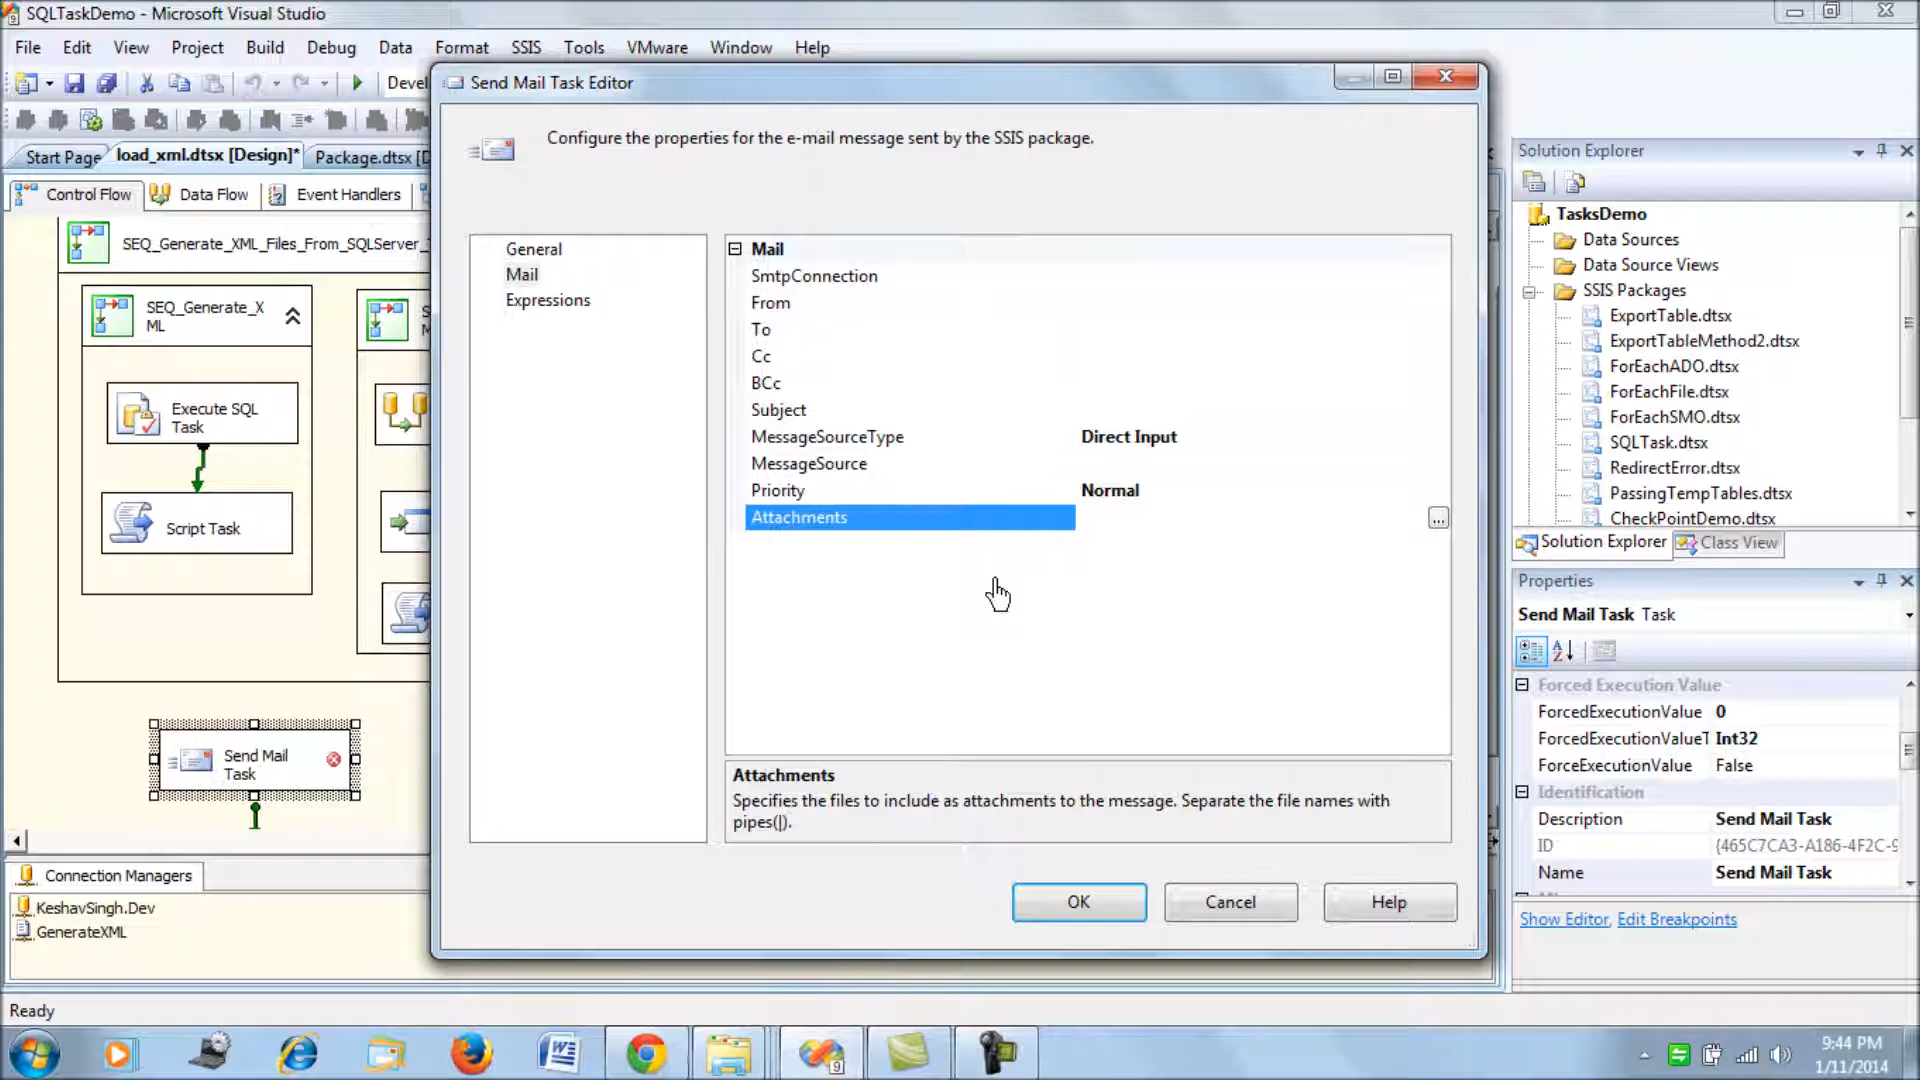 SQLTaskDemo - Microsoft Visual Studio
File Edit View Project Build Debug Data Format SSIS Tools VMware Window Help
Start Page load_xml.dtsx [Design]* Package.dtsx [D
Control Flow Data Flow Event Handlers
SEQ_Generate_XML_Files_From_SQLServer_
SEQ_Generate_X
ML
Execute SQL
Task
Script Task
Send Mail
Task
Connection Managers
KeshavSingh.Dev
GenerateXML
Ready
Send Mail Task Editor
Configure the properties for the e-mail message sent by the SSIS package.
General
Mail
Expressions
Mail
SmtpConnection
From
To
Cc
BCc
Subject
MessageSourceType Direct Input
MessageSource
Priority Normal
Attachments ...
Attachments
Specifies the files to include as attachments to the message. Separate the file names with
pipes(|).
OK Cancel Help
Solution Explorer
TasksDemo
Data Sources
Data Source Views
SSIS Packages
ExportTable.dtsx
ExportTableMethod2.dtsx
ForEachADO.dtsx
ForEachFile.dtsx
ForEachSMO.dtsx
SQLTask.dtsx
RedirectError.dtsx
PassingTempTables.dtsx
CheckPointDemo.dtsx
Solution Explorer Class View
Properties
Send Mail Task Task
Forced Execution Value
ForcedExecutionValue 0
ForcedExecutionValueT Int32
ForceExecutionValue False
Identification
Description Send Mail Task
ID {465C7CA3-A186-4F2C-9
Name Send Mail Task
Show Editor, Edit Breakpoints
9:44 PM
1/11/2014